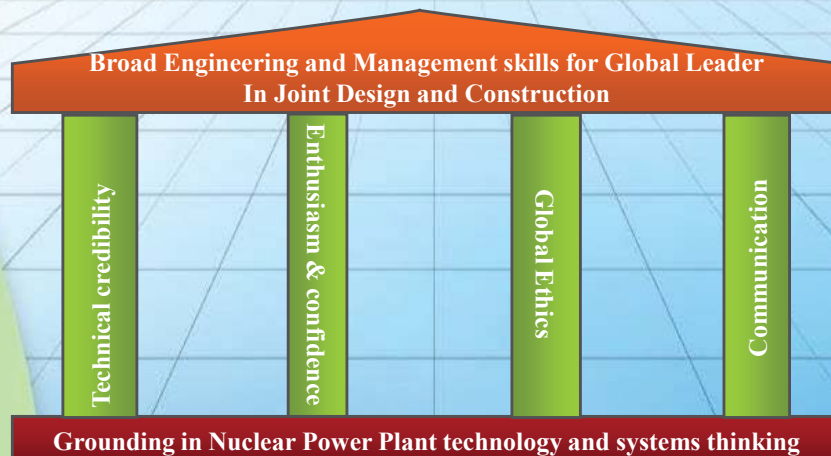 Broad Engineering and Management skills for Global Leader
In Joint Design and Construction
Technical credibility
Enthusiasm & confidence
Global Ethics
Communication
Grounding in Nuclear Power Plant technology and systems thinking